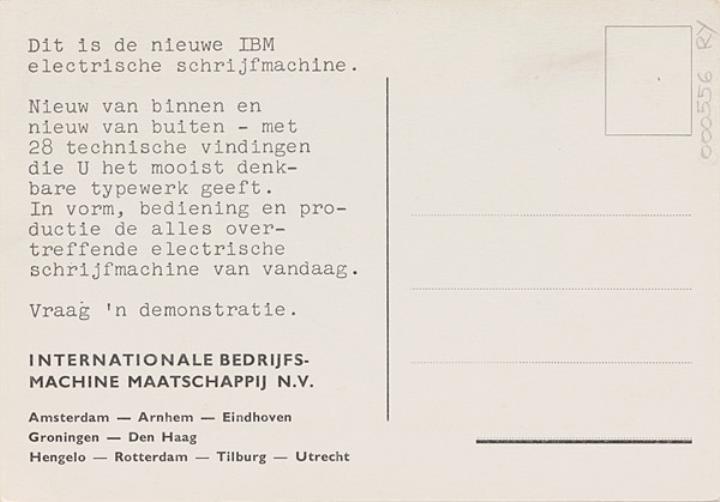 Dit is de nieuwe IBM
electrische schrijfmachine.
Nieuw van binnen en
nieuw van buiten - met
28 technische vindingen
die U het mooist denk-
bare typewerk geeft.
In vorm, bediening en pro-
ductie de alles over-
treffende electrische
schrijfmachine van vandaag.
Vraag 'n demonstratie.
INTERNATIONALE BEDRIJFS-
MACHINE MAATSCHAPPIJ N.V.
Amsterdam — Arnhem — Eindhoven
Groningen — Den Haag
Hengelo — Rotterdam — Tilburg — Utrecht
000556 RY